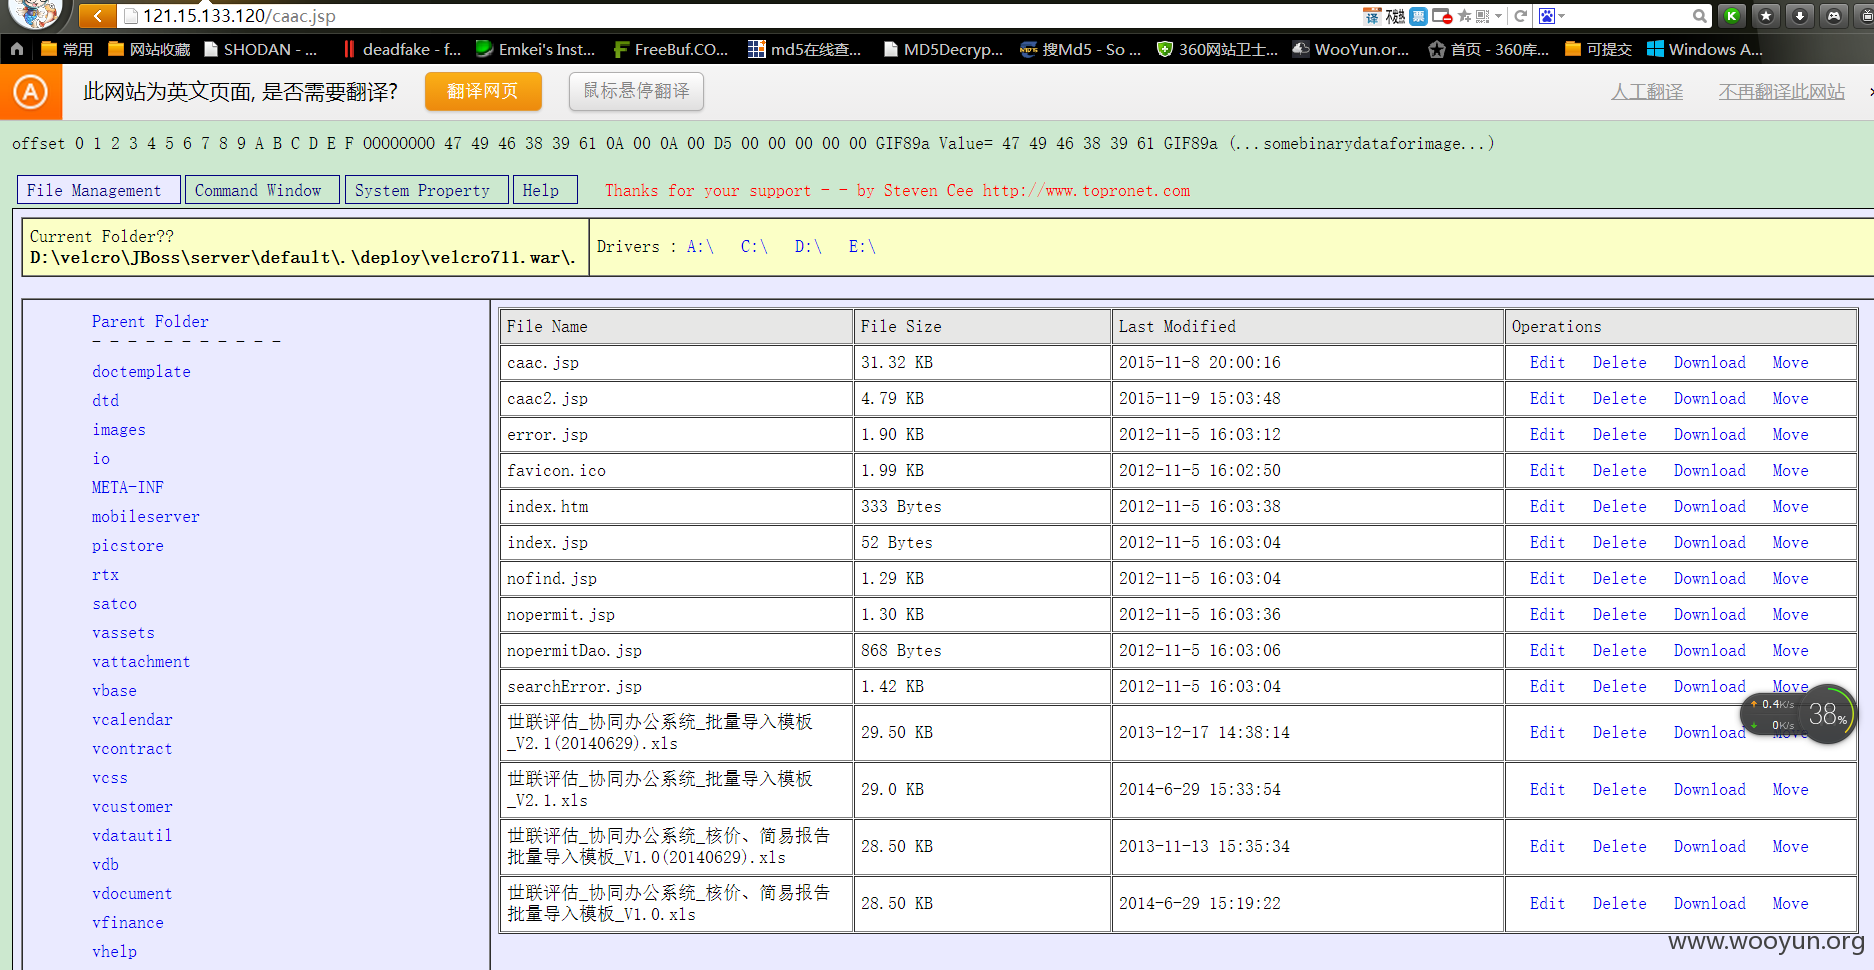 121.15.133.120/caac.jsp
常用 网站收藏 SHODAN - ... deadfake - f... Emkei's Inst... FreeBuf.CO... md5在线查... MD5Decryp... 搜Md5 - So ... 360网站卫士... WooYun.or... 首页 - 360库... 可提交 Windows A...
此网站为英文页面, 是否需要翻译? 翻译网页 鼠标悬停翻译 人工翻译 不再翻译此网站
offset 0 1 2 3 4 5 6 7 8 9 A B C D E F 00000000 47 49 46 38 39 61 0A 00 0A 00 D5 00 00 00 00 00 GIF89a Value= 47 49 46 38 39 61 GIF89a (...somebinarydataforimage...)
File Management Command Window System Property Help Thanks for your support - - by Steven Cee http://www.topronet.com
Current Folder??
D:\velcro\JBoss\server\default\.\deploy\velcro711.war\.
Drivers : A:\ C:\ D:\ E:\
Parent Folder
- - - - - - - - - - -
doctemplate
dtd
images
io
META-INF
mobileserver
picstore
rtx
satco
vassets
vattachment
vbase
vcalendar
vcontract
vcss
vcustomer
vdatautil
vdb
vdocument
vfinance
vhelp
File Name File Size Last Modified Operations
caac.jsp 31.32 KB 2015-11-8 20:00:16 Edit Delete Download Move
caac2.jsp 4.79 KB 2015-11-9 15:03:48 Edit Delete Download Move
error.jsp 1.90 KB 2012-11-5 16:03:12 Edit Delete Download Move
favicon.ico 1.99 KB 2012-11-5 16:02:50 Edit Delete Download Move
index.htm 333 Bytes 2012-11-5 16:03:38 Edit Delete Download Move
index.jsp 52 Bytes 2012-11-5 16:03:04 Edit Delete Download Move
nofind.jsp 1.29 KB 2012-11-5 16:03:04 Edit Delete Download Move
nopermit.jsp 1.30 KB 2012-11-5 16:03:36 Edit Delete Download Move
nopermitDao.jsp 868 Bytes 2012-11-5 16:03:06 Edit Delete Download Move
searchError.jsp 1.42 KB 2012-11-5 16:03:04 Edit Delete Download Move
世联评估_协同办公系统_批量导入模板
_V2.1(20140629).xls 29.50 KB 2013-12-17 14:38:14 Edit Delete Download Move
世联评估_协同办公系统_批量导入模板
_V2.1.xls 29.0 KB 2014-6-29 15:33:54 Edit Delete Download Move
世联评估_协同办公系统_核价、简易报告
批量导入模板_V1.0(20140629).xls 28.50 KB 2013-11-13 15:35:34 Edit Delete Download Move
世联评估_协同办公系统_核价、简易报告
批量导入模板_V1.0.xls 28.50 KB 2014-6-29 15:19:22 Edit Delete Download Move
0.4K/s
0K/s
38%
www.wooyun.org